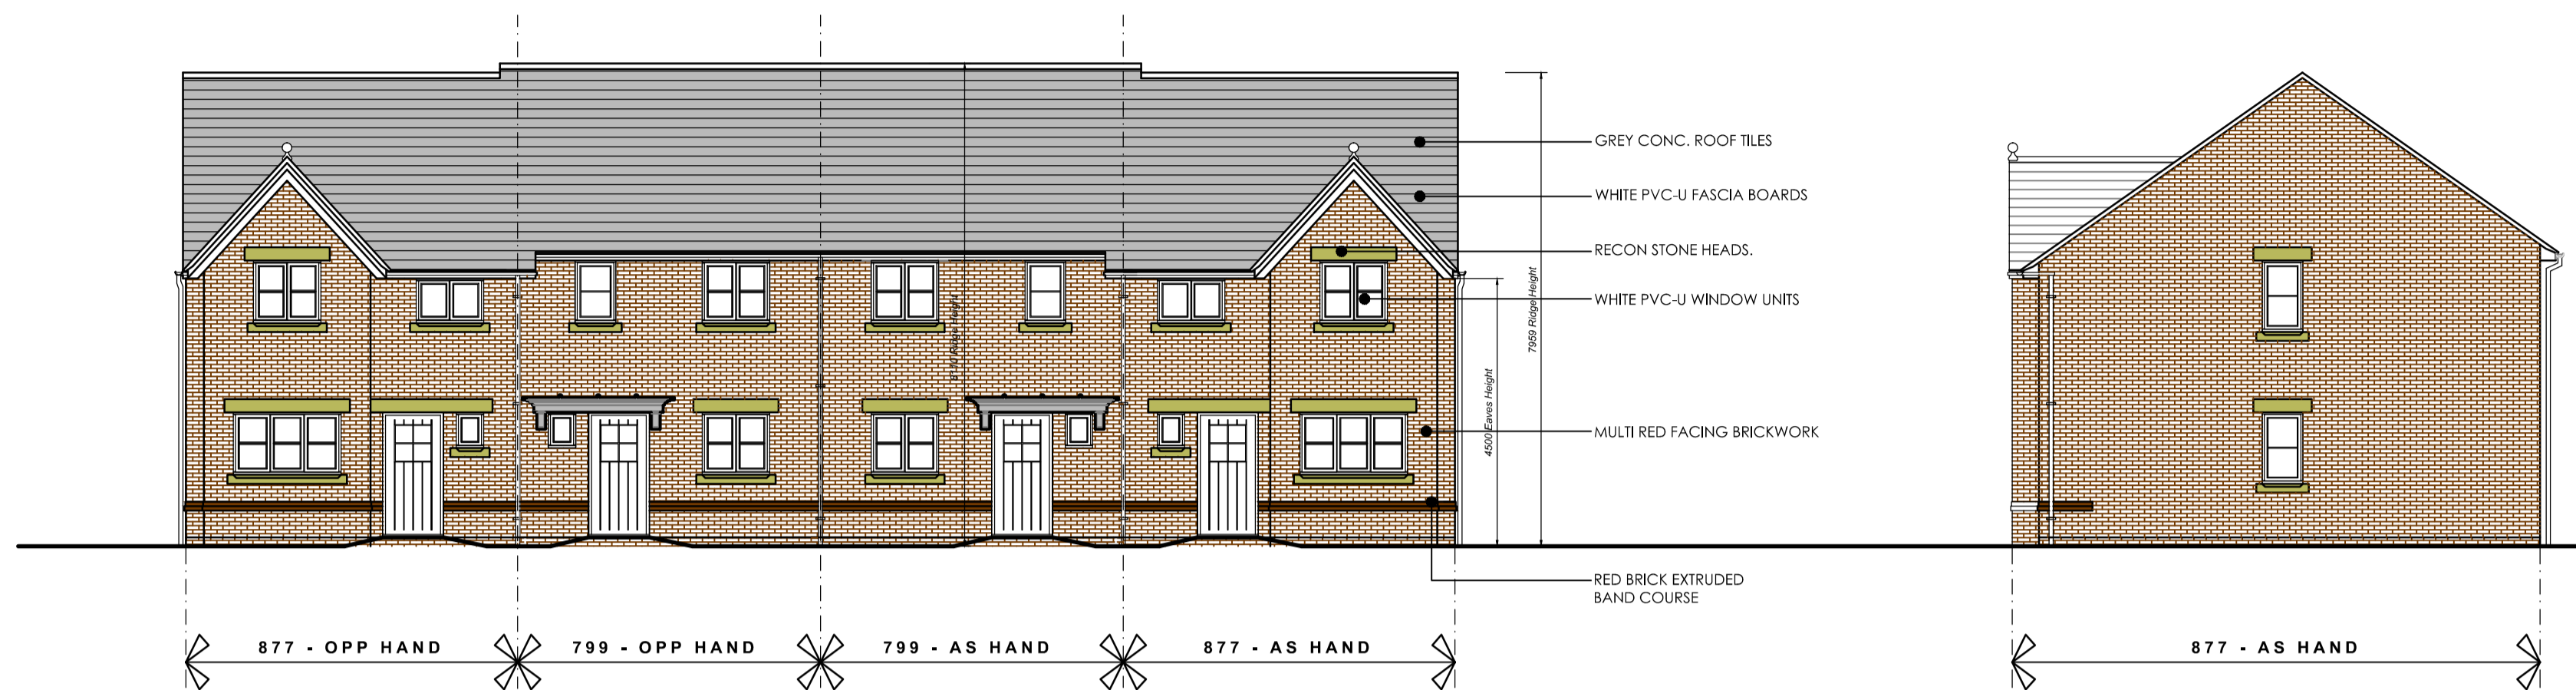 GREY CONC. ROOF TILES
WHITE PVC-U FASCIA BOARDS
RECON STONE HEADS.
WHITE PVC-U WINDOW UNITS
MULTI RED FACING BRICKWORK
RED BRICK EXTRUDED
BAND COURSE
Ridge Height
4500 Eaves Height
7959 Ridge Height
877 - OPP HAND
799 - OPP HAND
799 - AS HAND
877 - AS HAND
877 - AS HAND